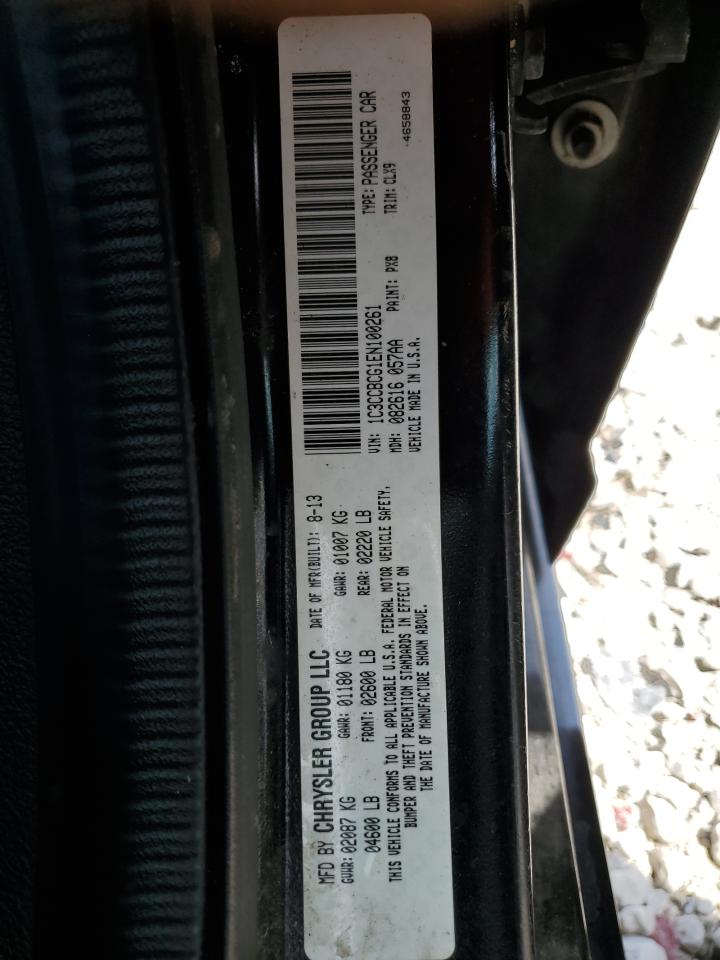 MFD BY CHRYSLER GROUP LLC DATE OF MFR(BUILT): 8-13
GVWR: 02087 KG GAWR: 01180 KG GAWR: 01007 KG
04600 LB FRONT: 02600 LB REAR: 02220 LB
THIS VEHICLE CONFORMS TO ALL APPLICABLE U.S.A. FEDERAL MOTOR VEHICLE SAFETY,
BUMPER AND THEFT PREVENTION STANDARDS IN EFFECT ON
THE DATE OF MANUFACTURE SHOWN ABOVE.
VIN: 1C3CCBCG1EN100261 TYPE: PASSENGER CAR
MDH: 082616 057AA PAINT: PX8 TRIM: CLX9
VEHICLE MADE IN U.S.A. 4658843